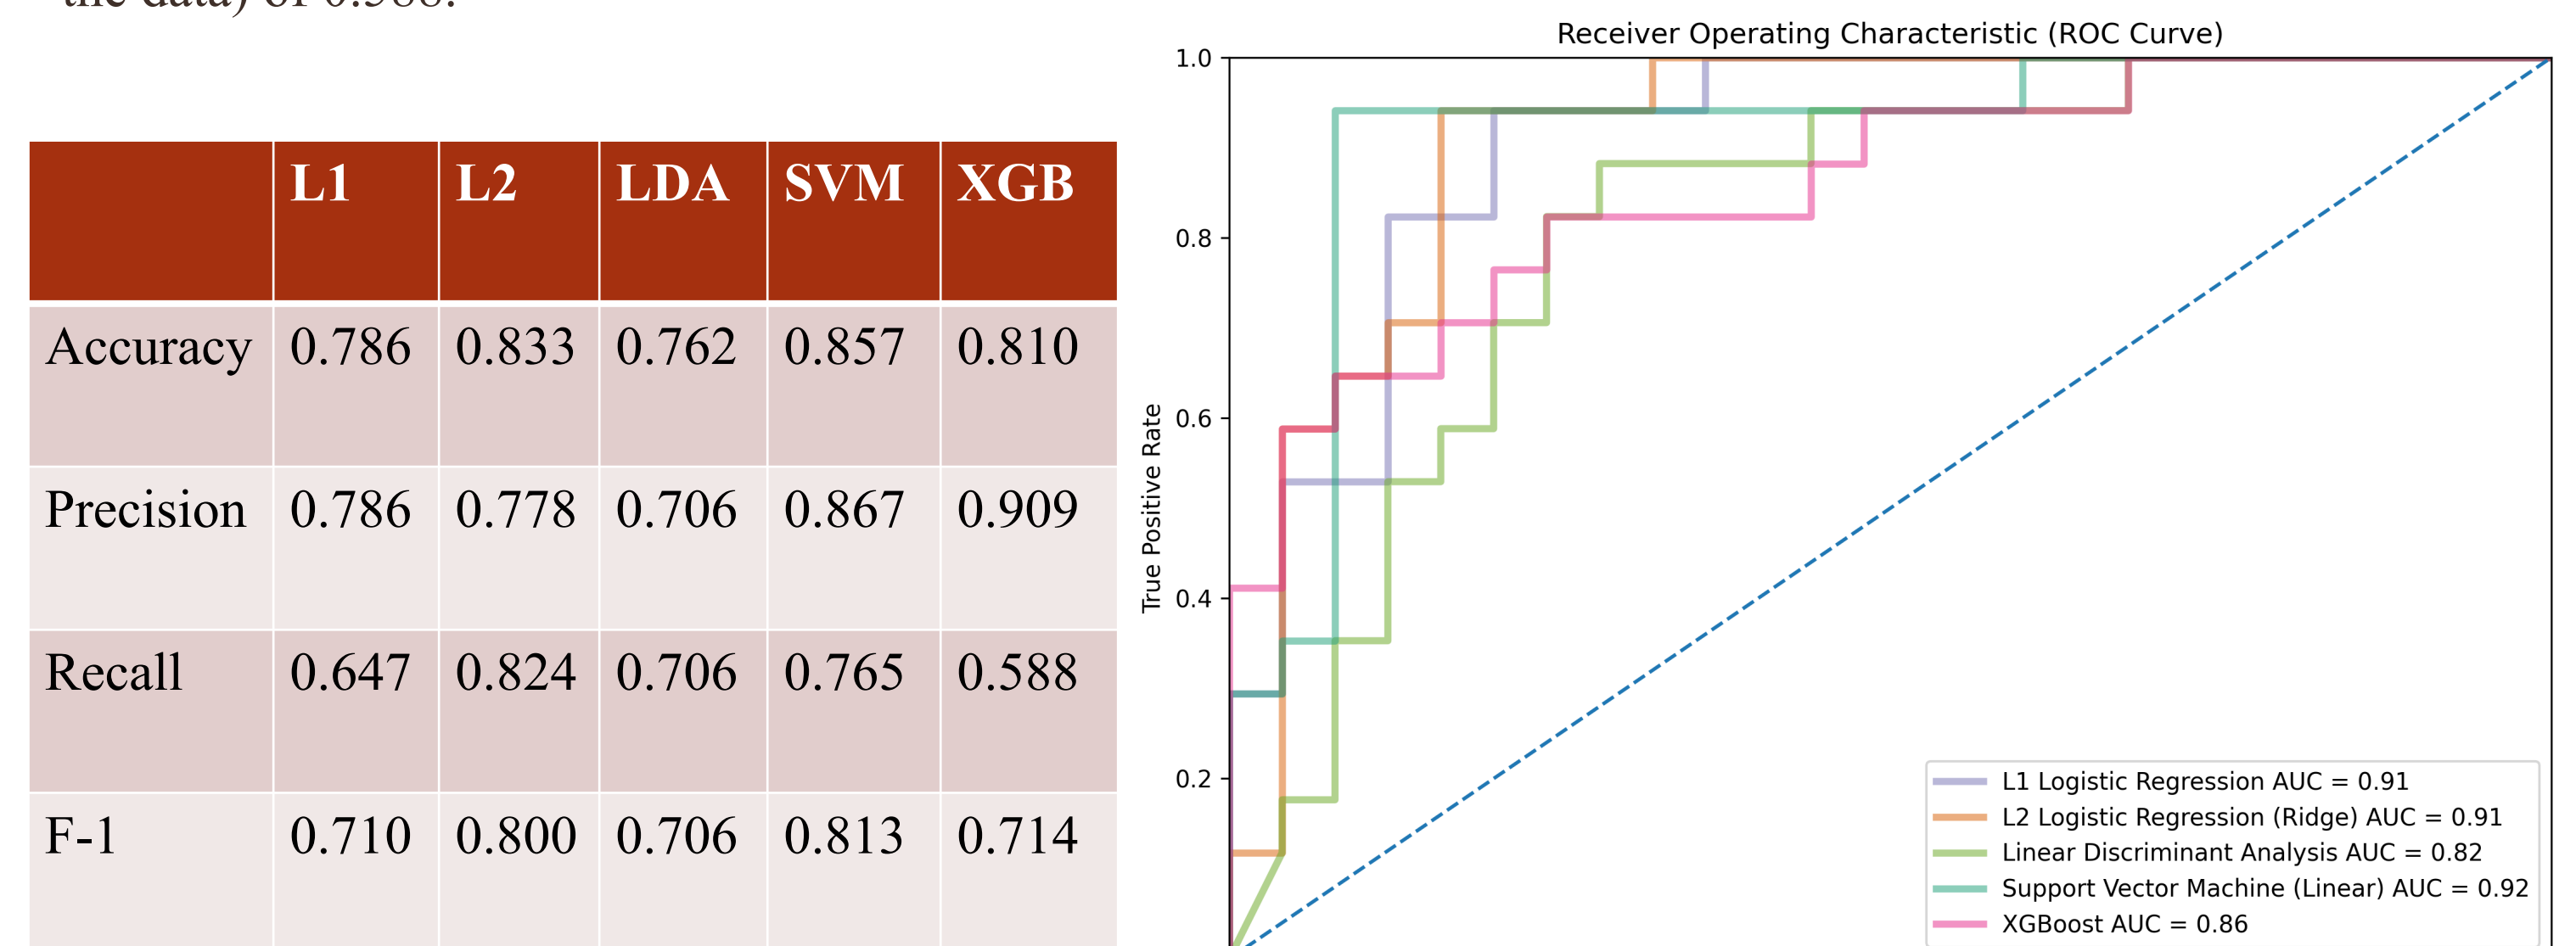 the data) of 0.588.
L1 L2 LDA SVM XGB
Accuracy 0.786 0.833 0.762 0.857 0.810
Precision 0.786 0.778 0.706 0.867 0.909
Recall 0.647 0.824 0.706 0.765 0.588
F-1 0.710 0.800 0.706 0.813 0.714
Receiver Operating Characteristic (ROC Curve)
1.0
0.8
0.6
0.4
0.2
True Positive Rate
L1 Logistic Regression AUC = 0.91
L2 Logistic Regression (Ridge) AUC = 0.91
Linear Discriminant Analysis AUC = 0.82
Support Vector Machine (Linear) AUC = 0.92
XGBoost AUC = 0.86